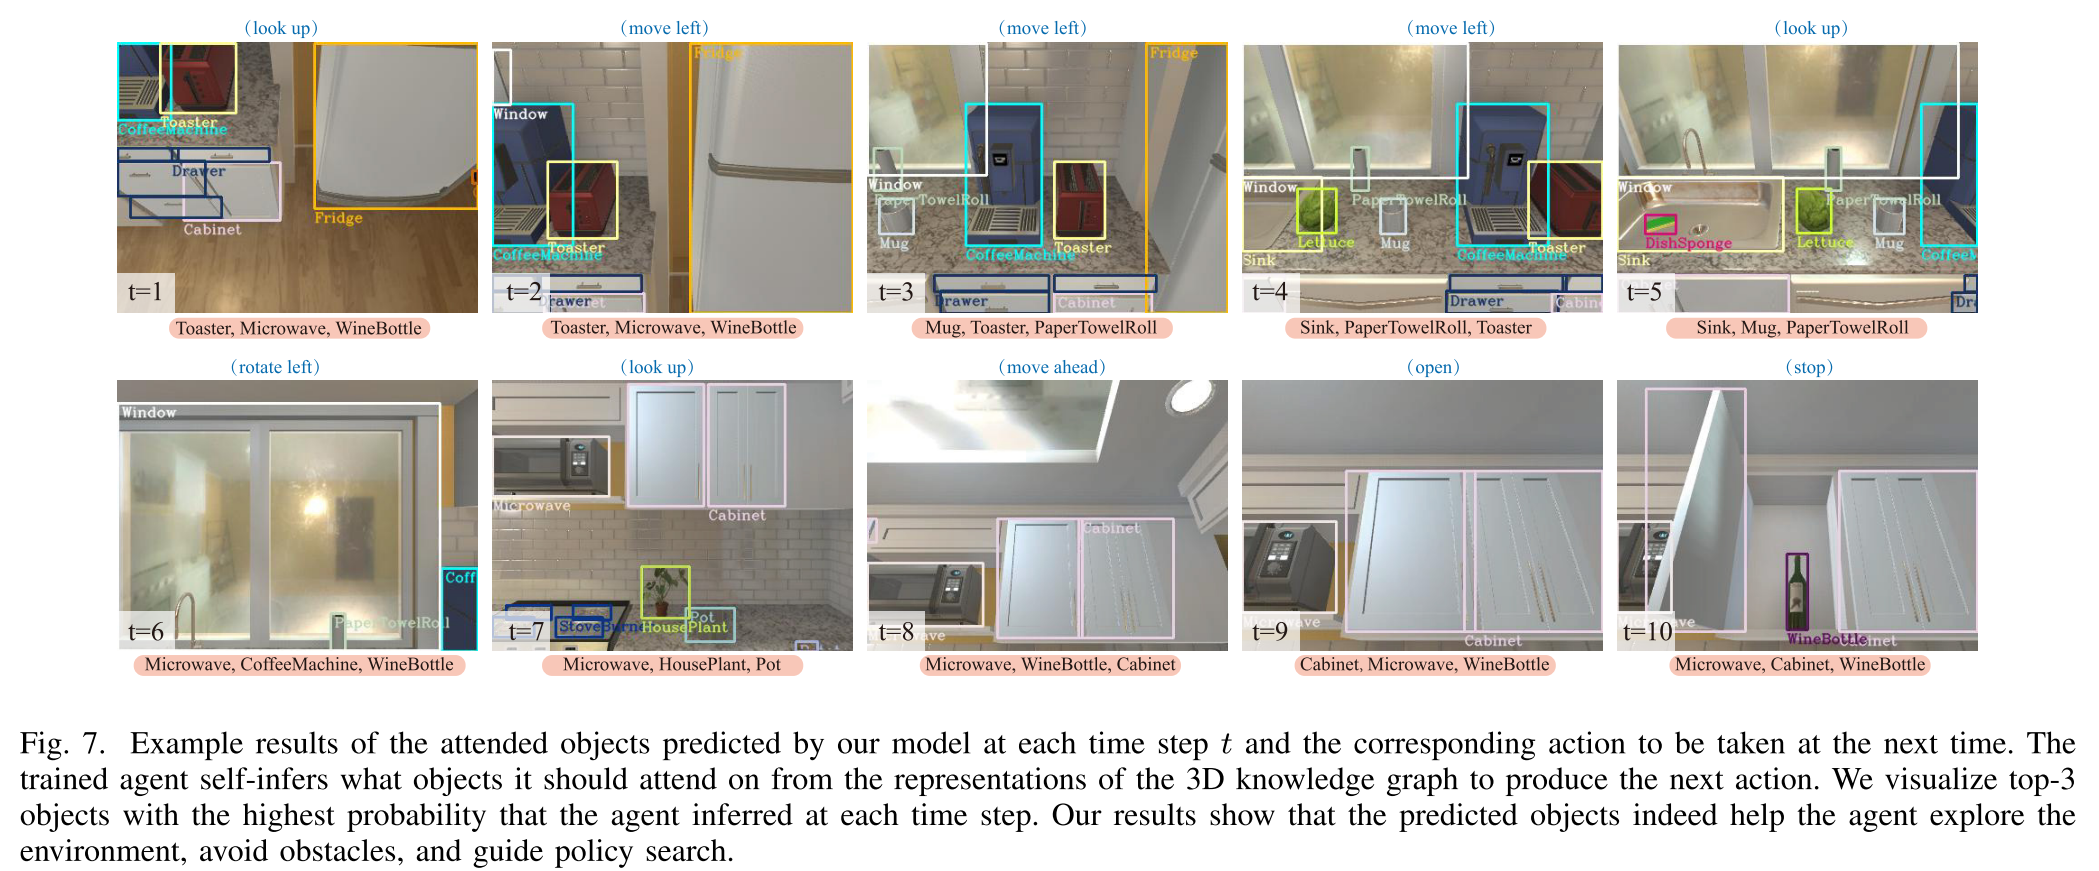 (look up)
(move left)
(move left)
(move left)
(look up)
Toaster
CoffeeMachine
Drawer
Cabinet
Fridge
t=1
Fridge
Window
Toaster
CoffeeMachine
Drawer
t=2
Fridge
Window
PaperTowelRoll
Mug
CoffeeMachine
Toaster
Drawer
Cabinet
t=3
Window
PaperTowelRoll
Lettuce
Mug
CoffeeMachine
Toaster
Sink
Drawer
Cabin
t=4
Window
PaperTowelRoll
DishSponge
Lettuce
Mug
Sink
CoffeeM
Dr
t=5
Toaster, Microwave, WineBottle
Toaster, Microwave, WineBottle
Mug, Toaster, PaperTowelRoll
Sink, PaperTowelRoll, Toaster
Sink, Mug, PaperTowelRoll
(rotate left)
(look up)
(move ahead)
(open)
(stop)
Window
Coff
PaperTowelRoll
t=6
Microwave
Cabinet
Pot
StoveBurne
HousePlant
t=7
Cabinet
t=8
Cabinet
t=9
WineBottle
t=10
Microwave, CoffeeMachine, WineBottle
Microwave, HousePlant, Pot
Microwave, WineBottle, Cabinet
Cabinet, Microwave, WineBottle
Microwave, Cabinet, WineBottle
Fig. 7. Example results of the attended objects predicted by our model at each time step t and the corresponding action to be taken at the next time. The
trained agent self-infers what objects it should attend on from the representations of the 3D knowledge graph to produce the next action. We visualize top-3
objects with the highest probability that the agent inferred at each time step. Our results show that the predicted objects indeed help the agent explore the
environment, avoid obstacles, and guide policy search.